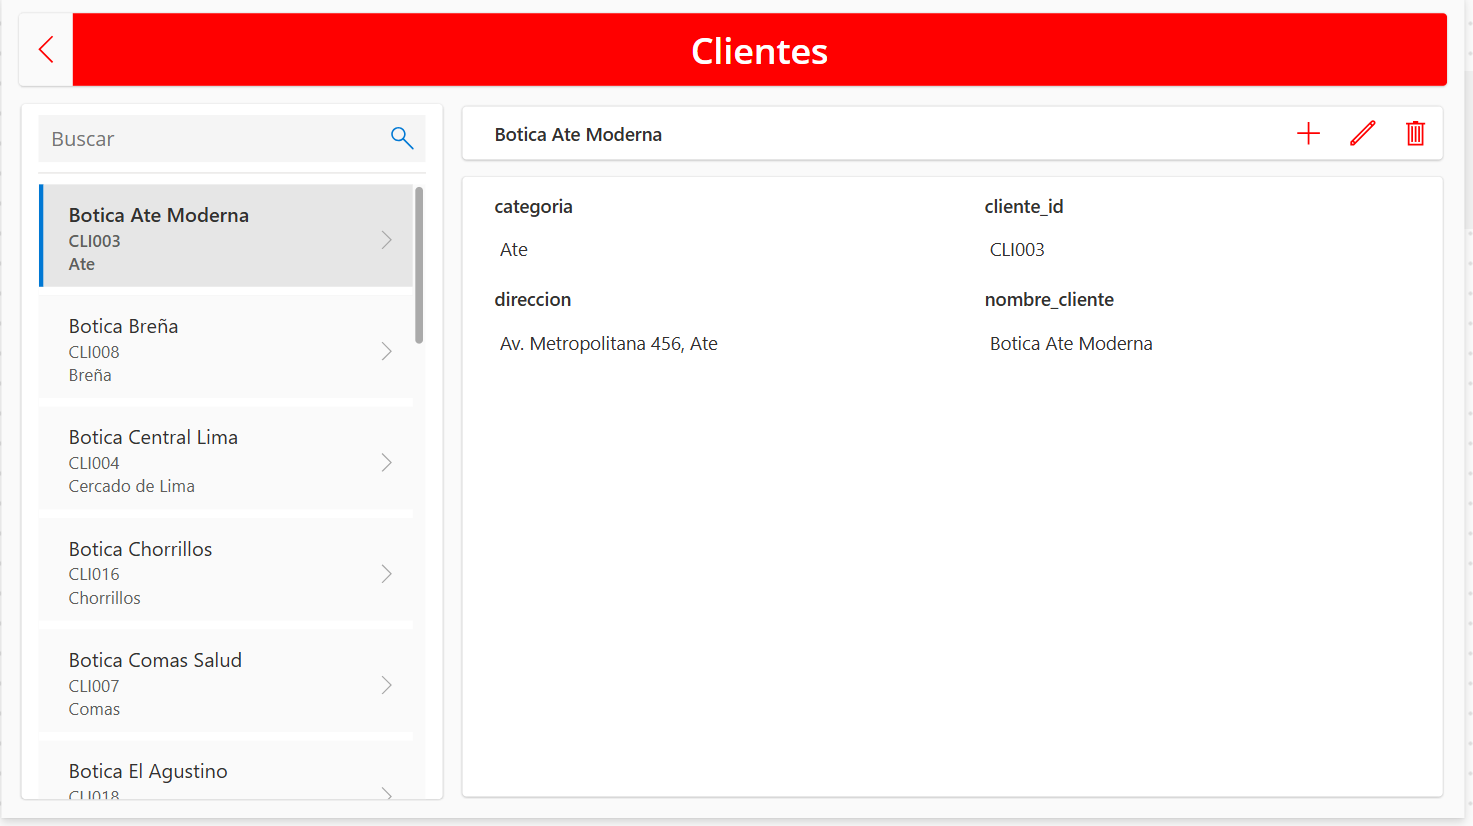 Clientes
Buscar
Botica Ate Moderna
CLI003
Ate
Botica Breña
CLI008
Breña
Botica Central Lima
CLI004
Cercado de Lima
Botica Chorrillos
CLI016
Chorrillos
Botica Comas Salud
CLI007
Comas
Botica El Agustino
CLI018
Botica Ate Moderna
categoria
cliente_id
Ate
CLI003
direccion
nombre_cliente
Av. Metropolitana 456, Ate
Botica Ate Moderna